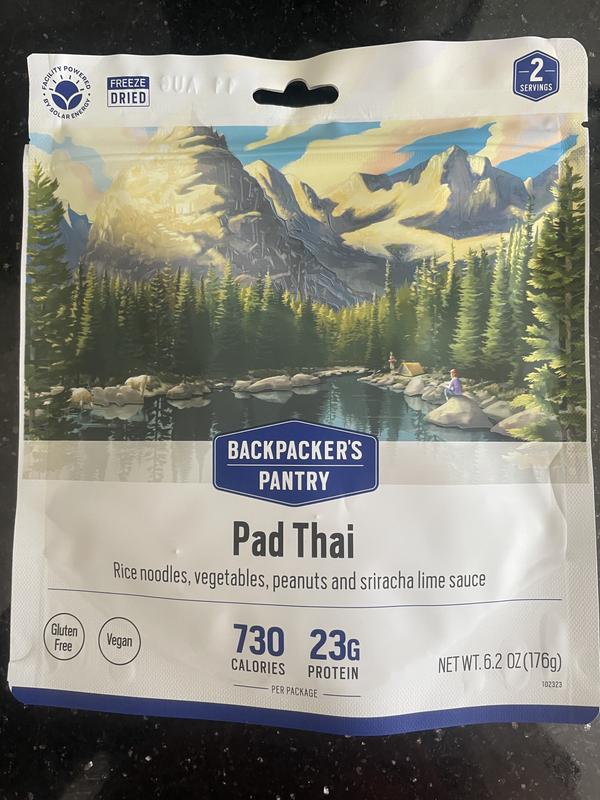 FACILITY POWERED
BY SOLAR ENERGY
FREEZE
DRIED
2
SERVINGS
BACKPACKER'S
PANTRY
Pad Thai
Rice noodles, vegetables, peanuts and sriracha lime sauce
Gluten
Free
Vegan
730
CALORIES
23G
PROTEIN
PER PACKAGE
NET WT. 6.2 OZ (176g)
102323